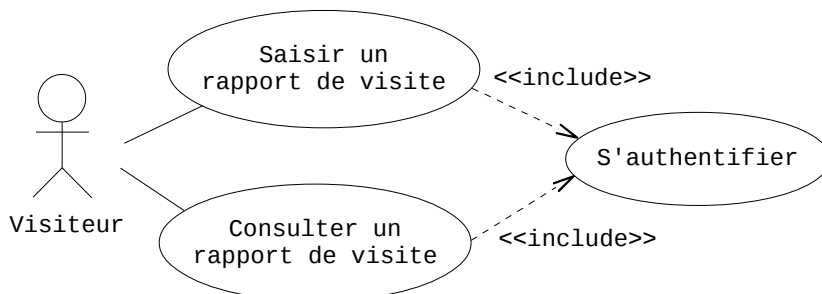 Saisir un
rapport de visite
<<include>>
S'authentifier
Visiteur
Consulter un
rapport de visite
<<include>>